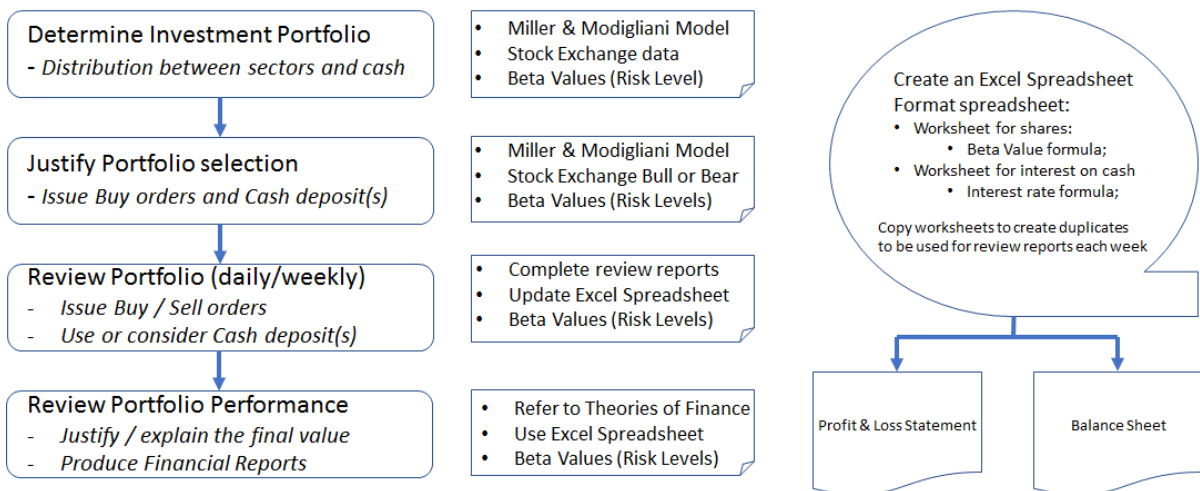 Determine Investment Portfolio
- Distribution between sectors and cash
• Miller & Modigliani Model
• Stock Exchange data
• Beta Values (Risk Level)
Justify Portfolio selection
- Issue Buy orders and Cash deposit(s)
• Miller & Modigliani Model
• Stock Exchange Bull or Bear
• Beta Values (Risk Levels)
Review Portfolio (daily/weekly)
- Issue Buy / Sell orders
- Use or consider Cash deposit(s)
• Complete review reports
• Update Excel Spreadsheet
• Beta Values (Risk Levels)
Review Portfolio Performance
- Justify / explain the final value
- Produce Financial Reports
• Refer to Theories of Finance
• Use Excel Spreadsheet
• Beta Values (Risk Levels)
Create an Excel Spreadsheet
Format spreadsheet:
• Worksheet for shares:
• Beta Value formula;
• Worksheet for interest on cash
• Interest rate formula;
Copy worksheets to create duplicates
to be used for review reports each week
Profit & Loss Statement
Balance Sheet